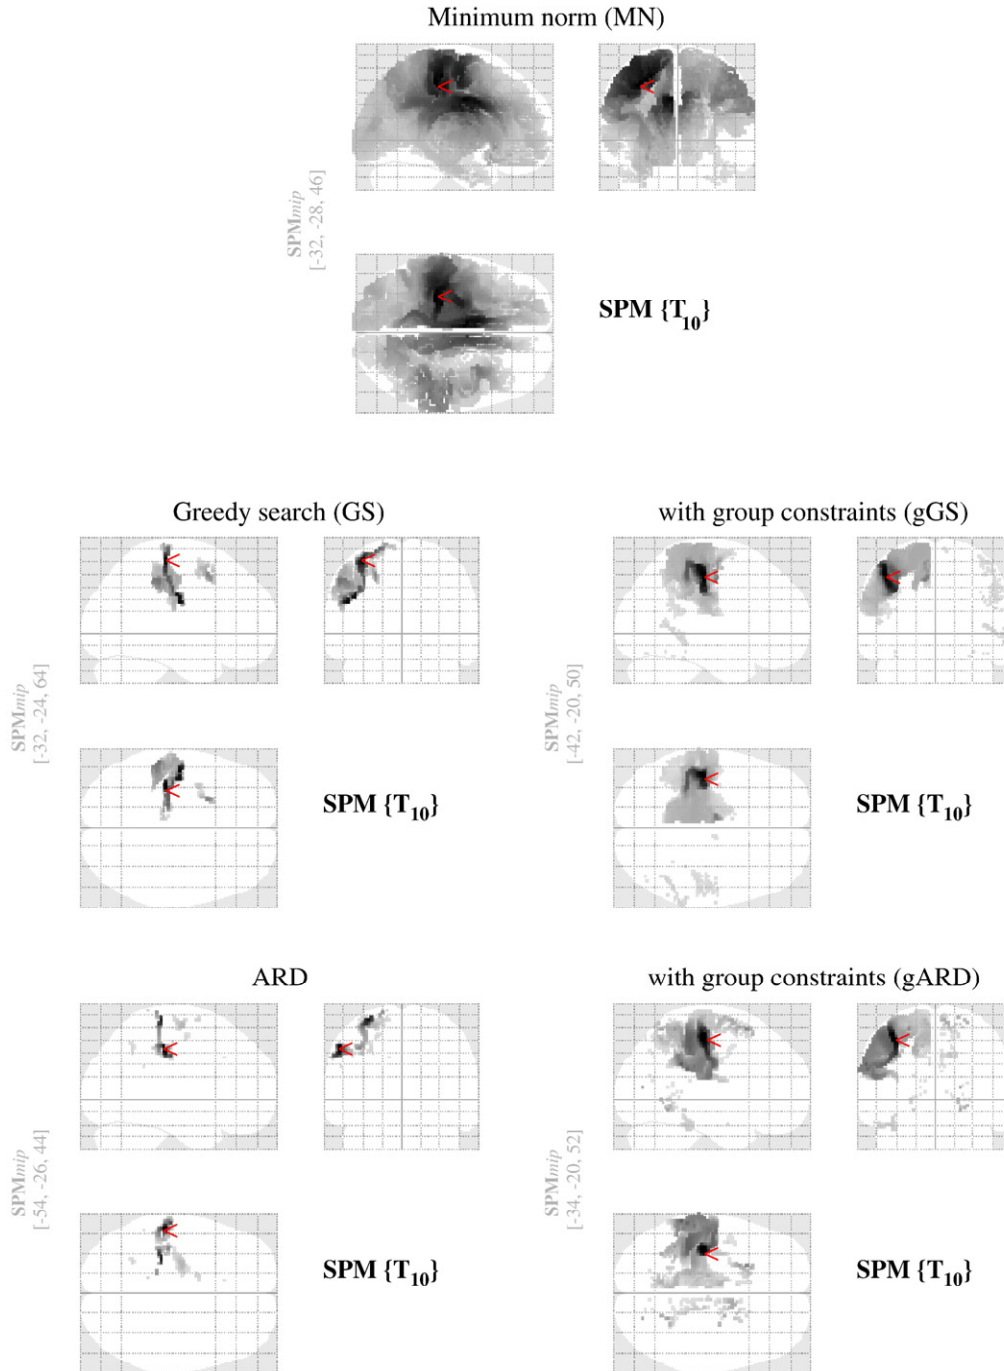 Minimum norm (MN)
SPMmip
[-32, -28, 46]
SPM {T10}
Greedy search (GS)
SPMmip
[-32, -24, 64]
SPM {T10}
with group constraints (gGS)
SPMmip
[-42, -20, 50]
SPM {T10}
ARD
SPMmip
[-54, -26, 44]
SPM {T10}
with group constraints (gARD)
SPMmip
[-34, -20, 52]
SPM {T10}